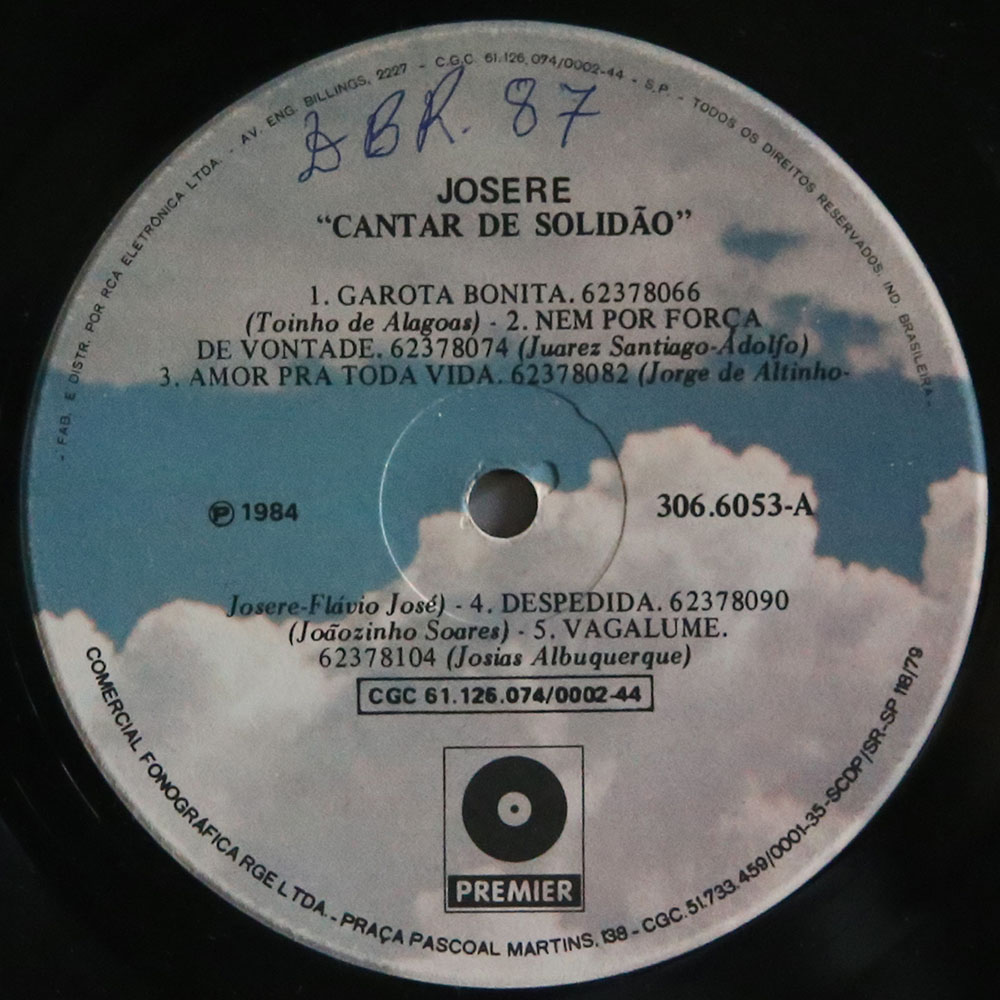 - FAB. E DISTR. POR RCA ELETRÔNICA LTDA. - AV. ENG. BILLINGS, 2227 - C.G.C. 61.126.074/0002-44 - S.P. - TODOS OS DIREITOS RESERVADOS. IND. BRASILEIRA -
ABR. 87
JOSERE
“CANTAR DE SOLIDÃO”
1. GAROTA BONITA. 62378066
(Toinho de Alagoas) - 2. NEM POR FORÇA
DE VONTADE. 62378074 (Juarez Santiago-Adolfo)
3. AMOR PRA TODA VIDA. 62378082 (Jorge de Altinho-
℗ 1984
306.6053-A
Josere-Flávio José) - 4. DESPEDIDA. 62378090
(Joãozinho Soares) - 5. VAGALUME.
62378104 (Josias Albuquerque)
CGC 61.126.074/0002-44
PREMIER
COMERCIAL FONOGRÁFICA RGE LTDA. - PRAÇA PASCOAL MARTINS, 138 - CGC. 51.733.459/0001-35-SCDP/SR-SP 118/79